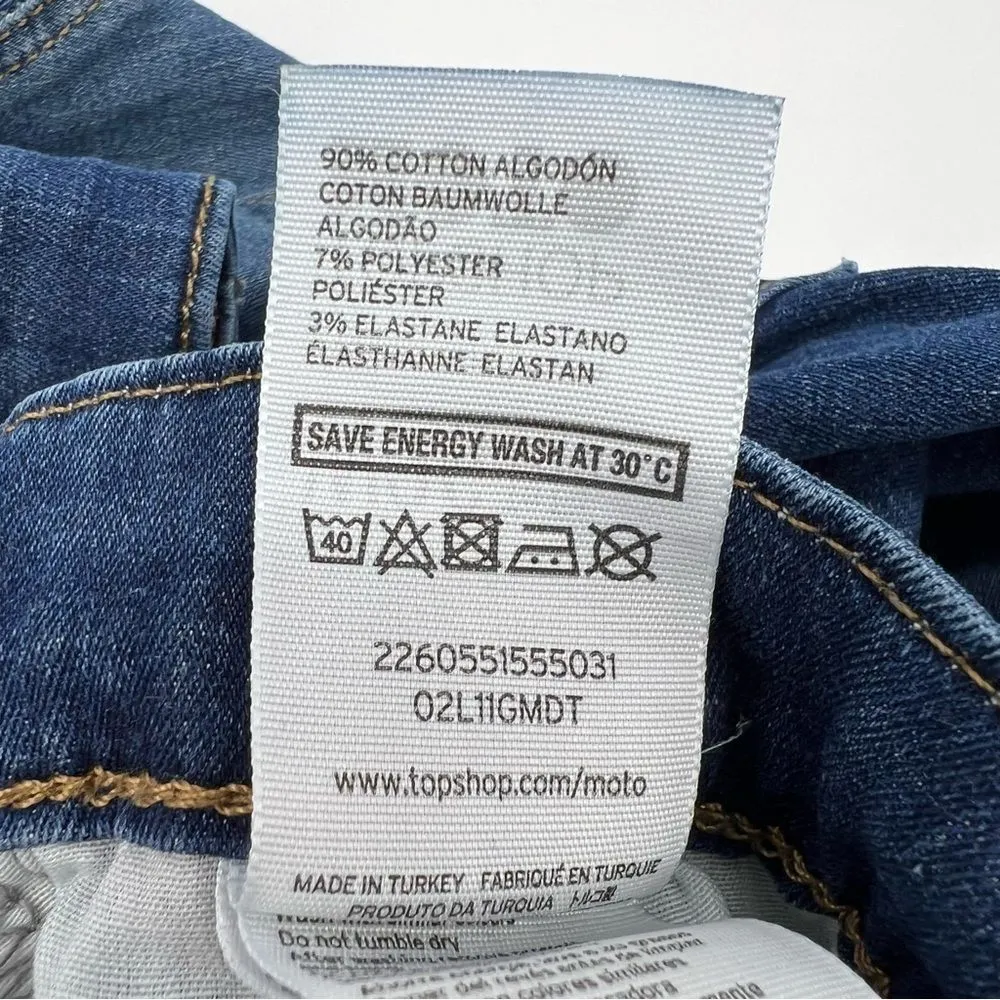 90% COTTON ALGODÓN
COTON BAUMWOLLE
ALGODÃO
7% POLYESTER
POLIÉSTER
3% ELASTANE ELASTANO
ÉLASTHANNE ELASTAN
SAVE ENERGY WASH AT 30°C
40
2260551555031
02L11GMDT
www.topshop.com/moto
MADE IN TURKEY FABRIQUÉ EN TURQUIE
PRODUTO DA TURQUIA トルコ製
Do not tumble dry
colores similares